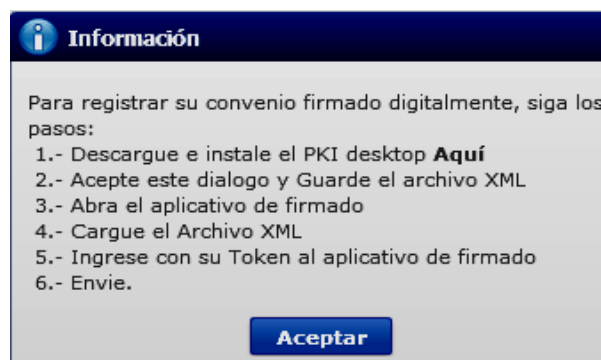 Información
Para registrar su convenio firmado digitalmente, siga los
pasos:
1.- Descargue e instale el PKI desktop Aquí
2.- Acepte este dialogo y Guarde el archivo XML
3.- Abra el aplicativo de firmado
4.- Cargue el Archivo XML
5.- Ingrese con su Token al aplicativo de firmado
6.- Envie.
Aceptar